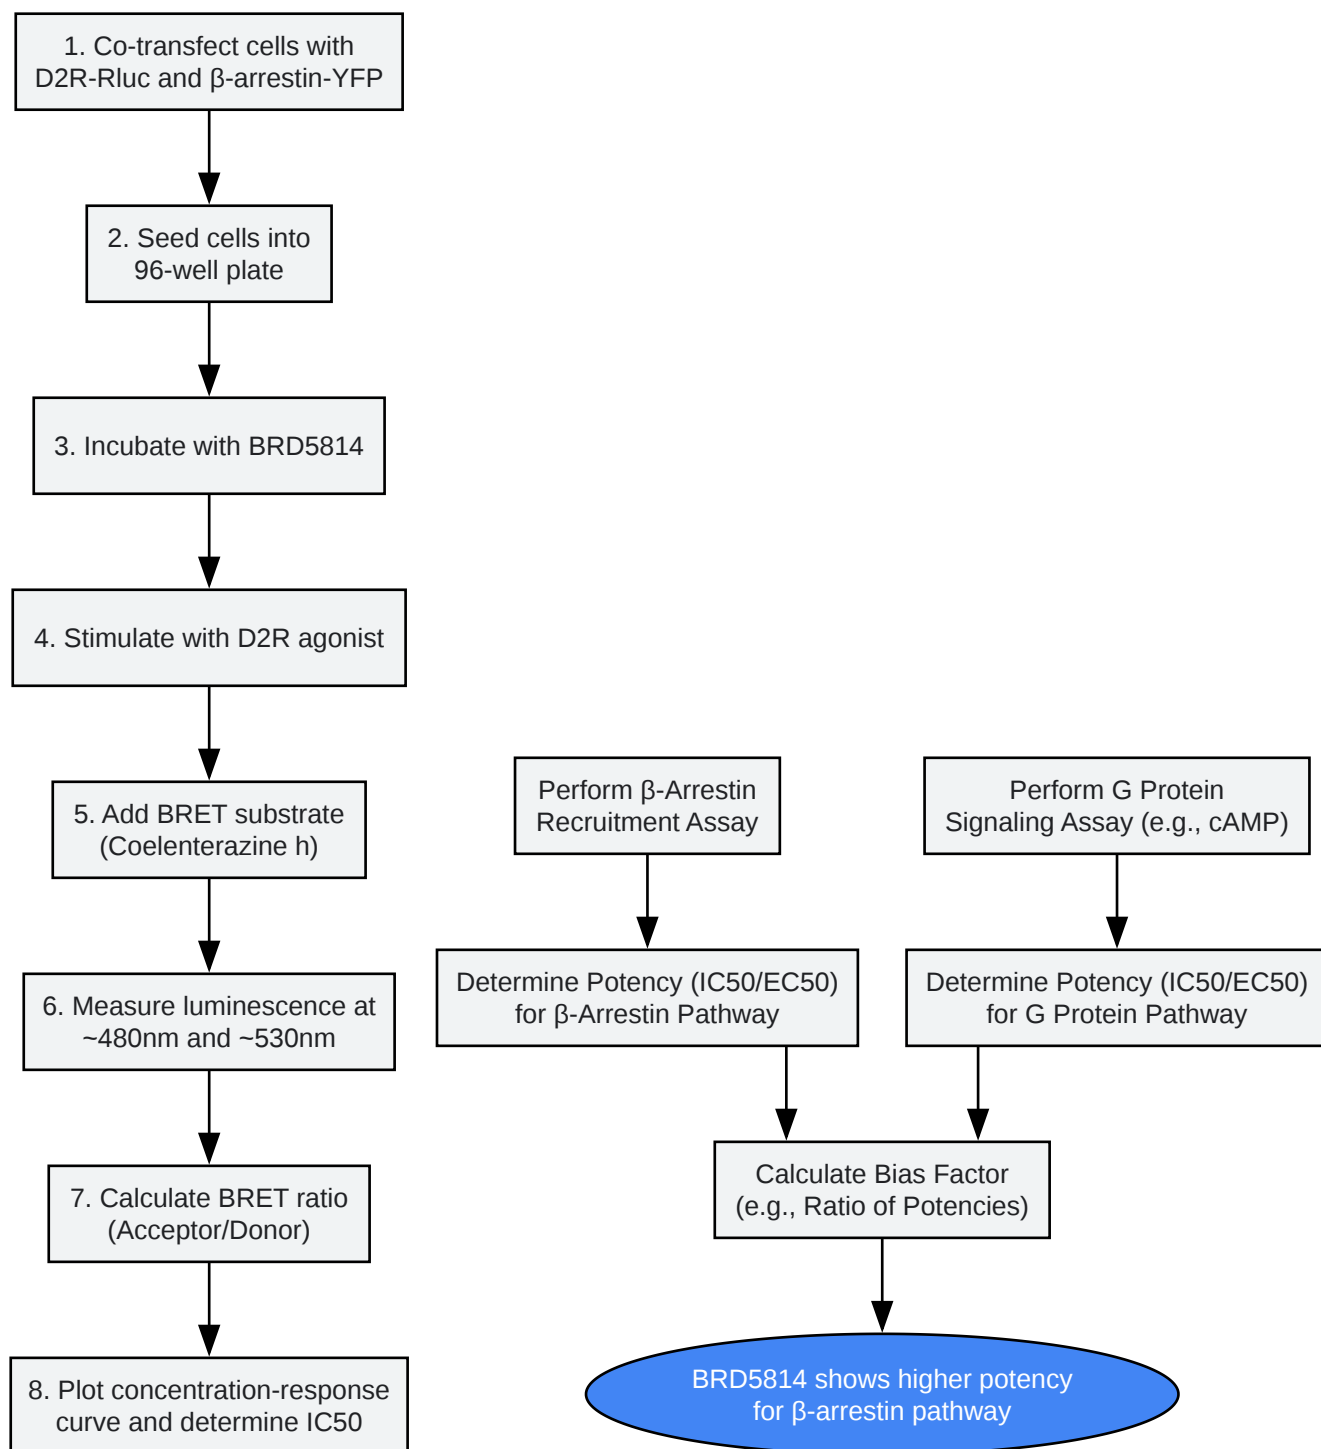 1. Co-transfect cells with
D2R-Rluc and β-arrestin-YFP
2. Seed cells into
96-well plate
3. Incubate with BRD5814
4. Stimulate with D2R agonist
5. Add BRET substrate
(Coelenterazine h)
6. Measure luminescence at
~480nm and ~530nm
7. Calculate BRET ratio
(Acceptor/Donor)
8. Plot concentration-response
curve and determine IC50
Perform β-Arrestin
Recruitment Assay
Perform G Protein
Signaling Assay (e.g., cAMP)
Determine Potency (IC50/EC50)
for β-Arrestin Pathway
Determine Potency (IC50/EC50)
for G Protein Pathway
Calculate Bias Factor
(e.g., Ratio of Potencies)
BRD5814 shows higher potency
for β-arrestin pathway